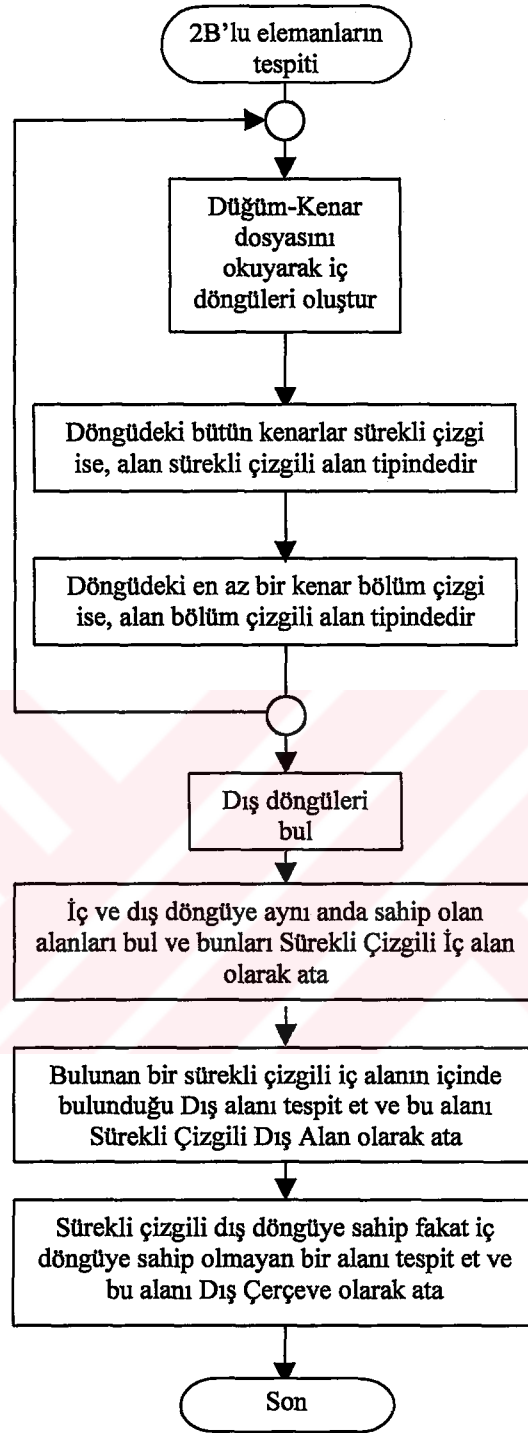 2B'lu elemanların
tespiti
Düğüm-Kenar
dosyasını
okuyarak iç
döngüleri oluştur
Döngüdeki bütün kenarlar sürekli çizgi
ise, alan sürekli çizgili alan tipindedir
Döngüdeki en az bir kenar bölüm çizgi
ise, alan bölüm çizgili alan tipindedir
Dış döngüleri
bul
İç ve dış döngüye aynı anda sahip olan
alanları bul ve bunları Sürekli Çizgili İç alan
olarak ata
Bulunan bir sürekli çizgili iç alanın içinde
bulunduğu Dış alanı tespit et ve bu alanı
Sürekli Çizgili Dış Alan olarak ata
Sürekli çizgili dış döngüye sahip fakat iç
döngüye sahip olmayan bir alanı tespit et ve
bu alanı Dış Çerçeve olarak ata
Son